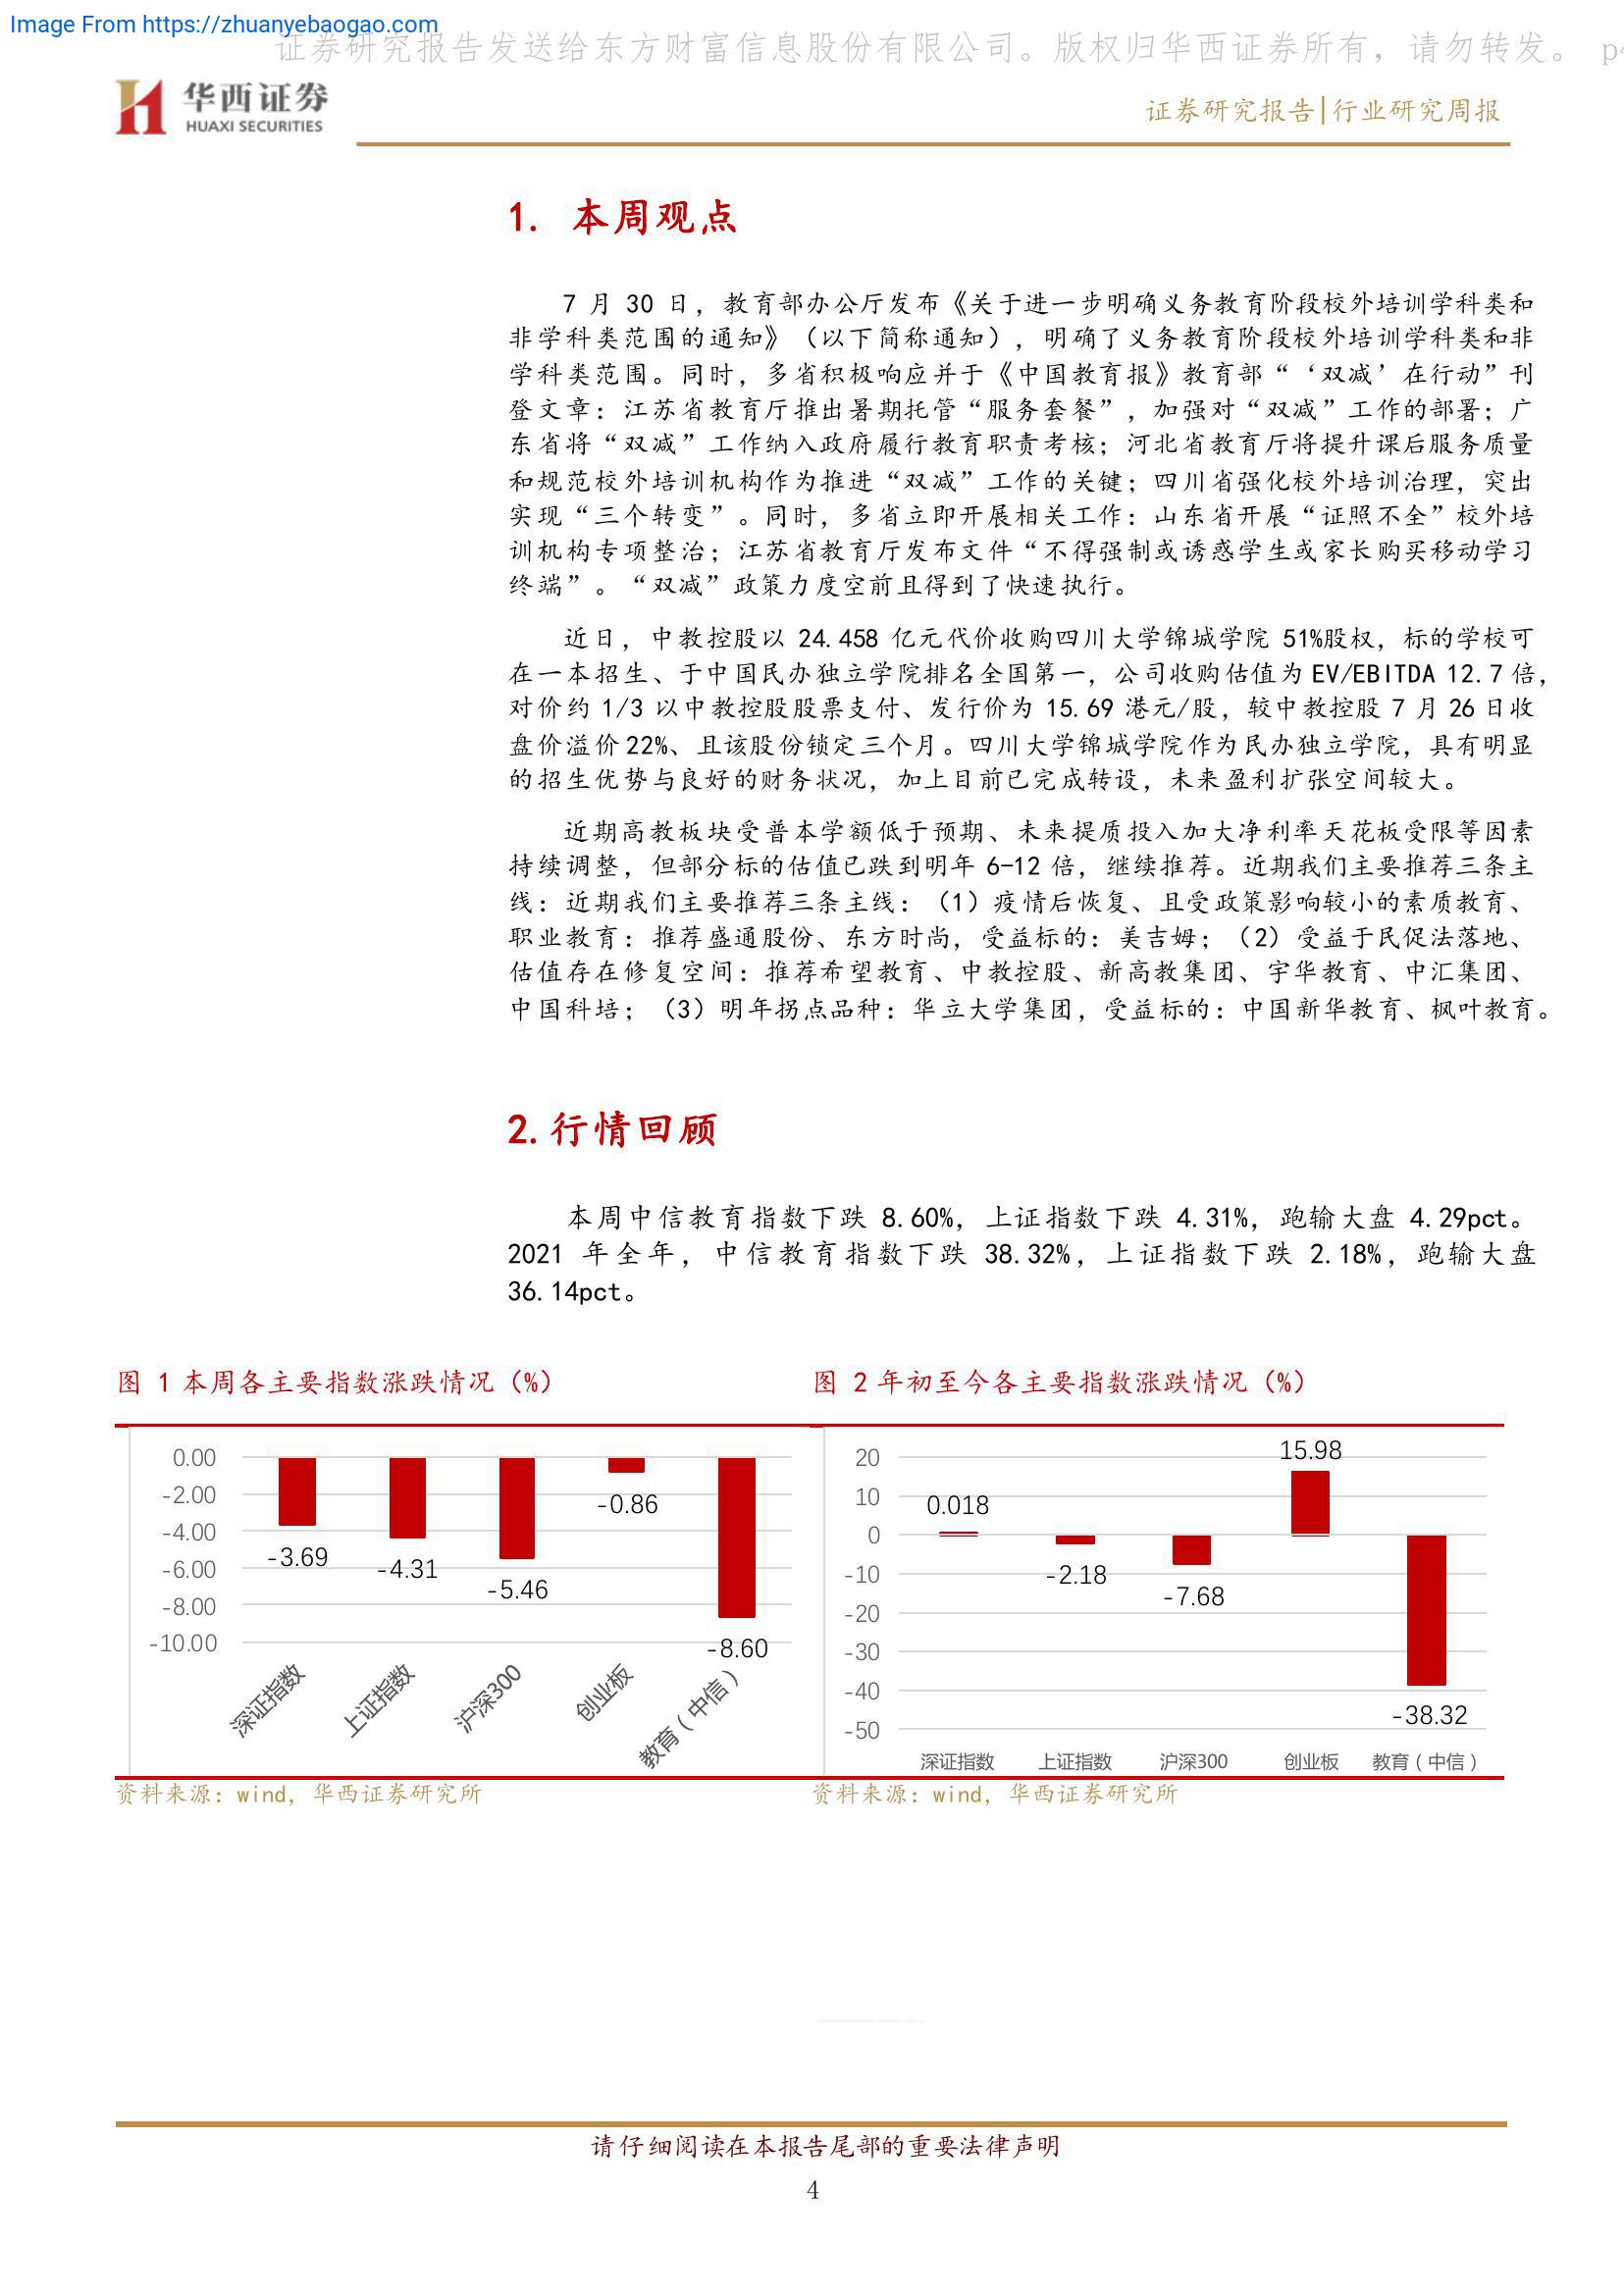 Image From https://zhuanyebaogao.com
证券研究报告发送给东方财富信息股份有限公司。版权归华西证券所有，请勿转发。 p4
华西证券
HUAXI SECURITIES
证券研究报告|行业研究周报
1. 本周观点
7 月 30 日，教育部办公厅发布《关于进一步明确义务教育阶段校外培训学科类和
非学科类范围的通知》（以下简称通知），明确了义务教育阶段校外培训学科类和非
学科类范围。同时，多省积极响应并于《中国教育报》教育部“‘双减’在行动”刊
登文章：江苏省教育厅推出暑期托管“服务套餐”，加强对“双减”工作的部署；广
东省将“双减”工作纳入政府履行教育职责考核；河北省教育厅将提升课后服务质量
和规范校外培训机构作为推进“双减”工作的关键；四川省强化校外培训治理，突出
实现“三个转变”。同时，多省立即开展相关工作：山东省开展“证照不全”校外培
训机构专项整治；江苏省教育厅发布文件“不得强制或诱惑学生或家长购买移动学习
终端”。“双减”政策力度空前且得到了快速执行。
近日，中教控股以 24.458 亿元代价收购四川大学锦城学院 51%股权，标的学校可
在一本招生、于中国民办独立学院排名全国第一，公司收购估值为 EV/EBITDA 12.7 倍，
对价约 1/3 以中教控股股票支付、发行价为 15.69 港元/股，较中教控股 7 月 26 日收
盘价溢价 22%、且该股份锁定三个月。四川大学锦城学院作为民办独立学院，具有明显
的招生优势与良好的财务状况，加上目前已完成转设，未来盈利扩张空间较大。
近期高教板块受普本学额低于预期、未来提质投入加大净利率天花板受限等因素
持续调整，但部分标的估值已跌到明年 6-12 倍，继续推荐。近期我们主要推荐三条主
线：近期我们主要推荐三条主线：（1）疫情后恢复、且受政策影响较小的素质教育、
职业教育：推荐盛通股份、东方时尚，受益标的：美吉姆；（2）受益于民促法落地、
估值存在修复空间：推荐希望教育、中教控股、新高教集团、宇华教育、中汇集团、
中国科培；（3）明年拐点品种：华立大学集团，受益标的：中国新华教育、枫叶教育。
2.行情回顾
本周中信教育指数下跌 8.60%，上证指数下跌 4.31%，跑输大盘 4.29pct。
2021 年全年，中信教育指数下跌 38.32%，上证指数下跌 2.18%，跑输大盘
36.14pct。
图 1 本周各主要指数涨跌情况（%）
0.00
-2.00
-4.00
-6.00
-8.00
-10.00
-3.69
-4.31
-5.46
-0.86
-8.60
深证指数
上证指数
沪深300
创业板
教育（中信）
资料来源：wind，华西证券研究所
图 2 年初至今各主要指数涨跌情况（%）
20
10
0
-10
-20
-30
-40
-50
0.018
-2.18
-7.68
15.98
-38.32
深证指数
上证指数
沪深300
创业板
教育（中信）
资料来源：wind，华西证券研究所
请仔细阅读在本报告尾部的重要法律声明
4